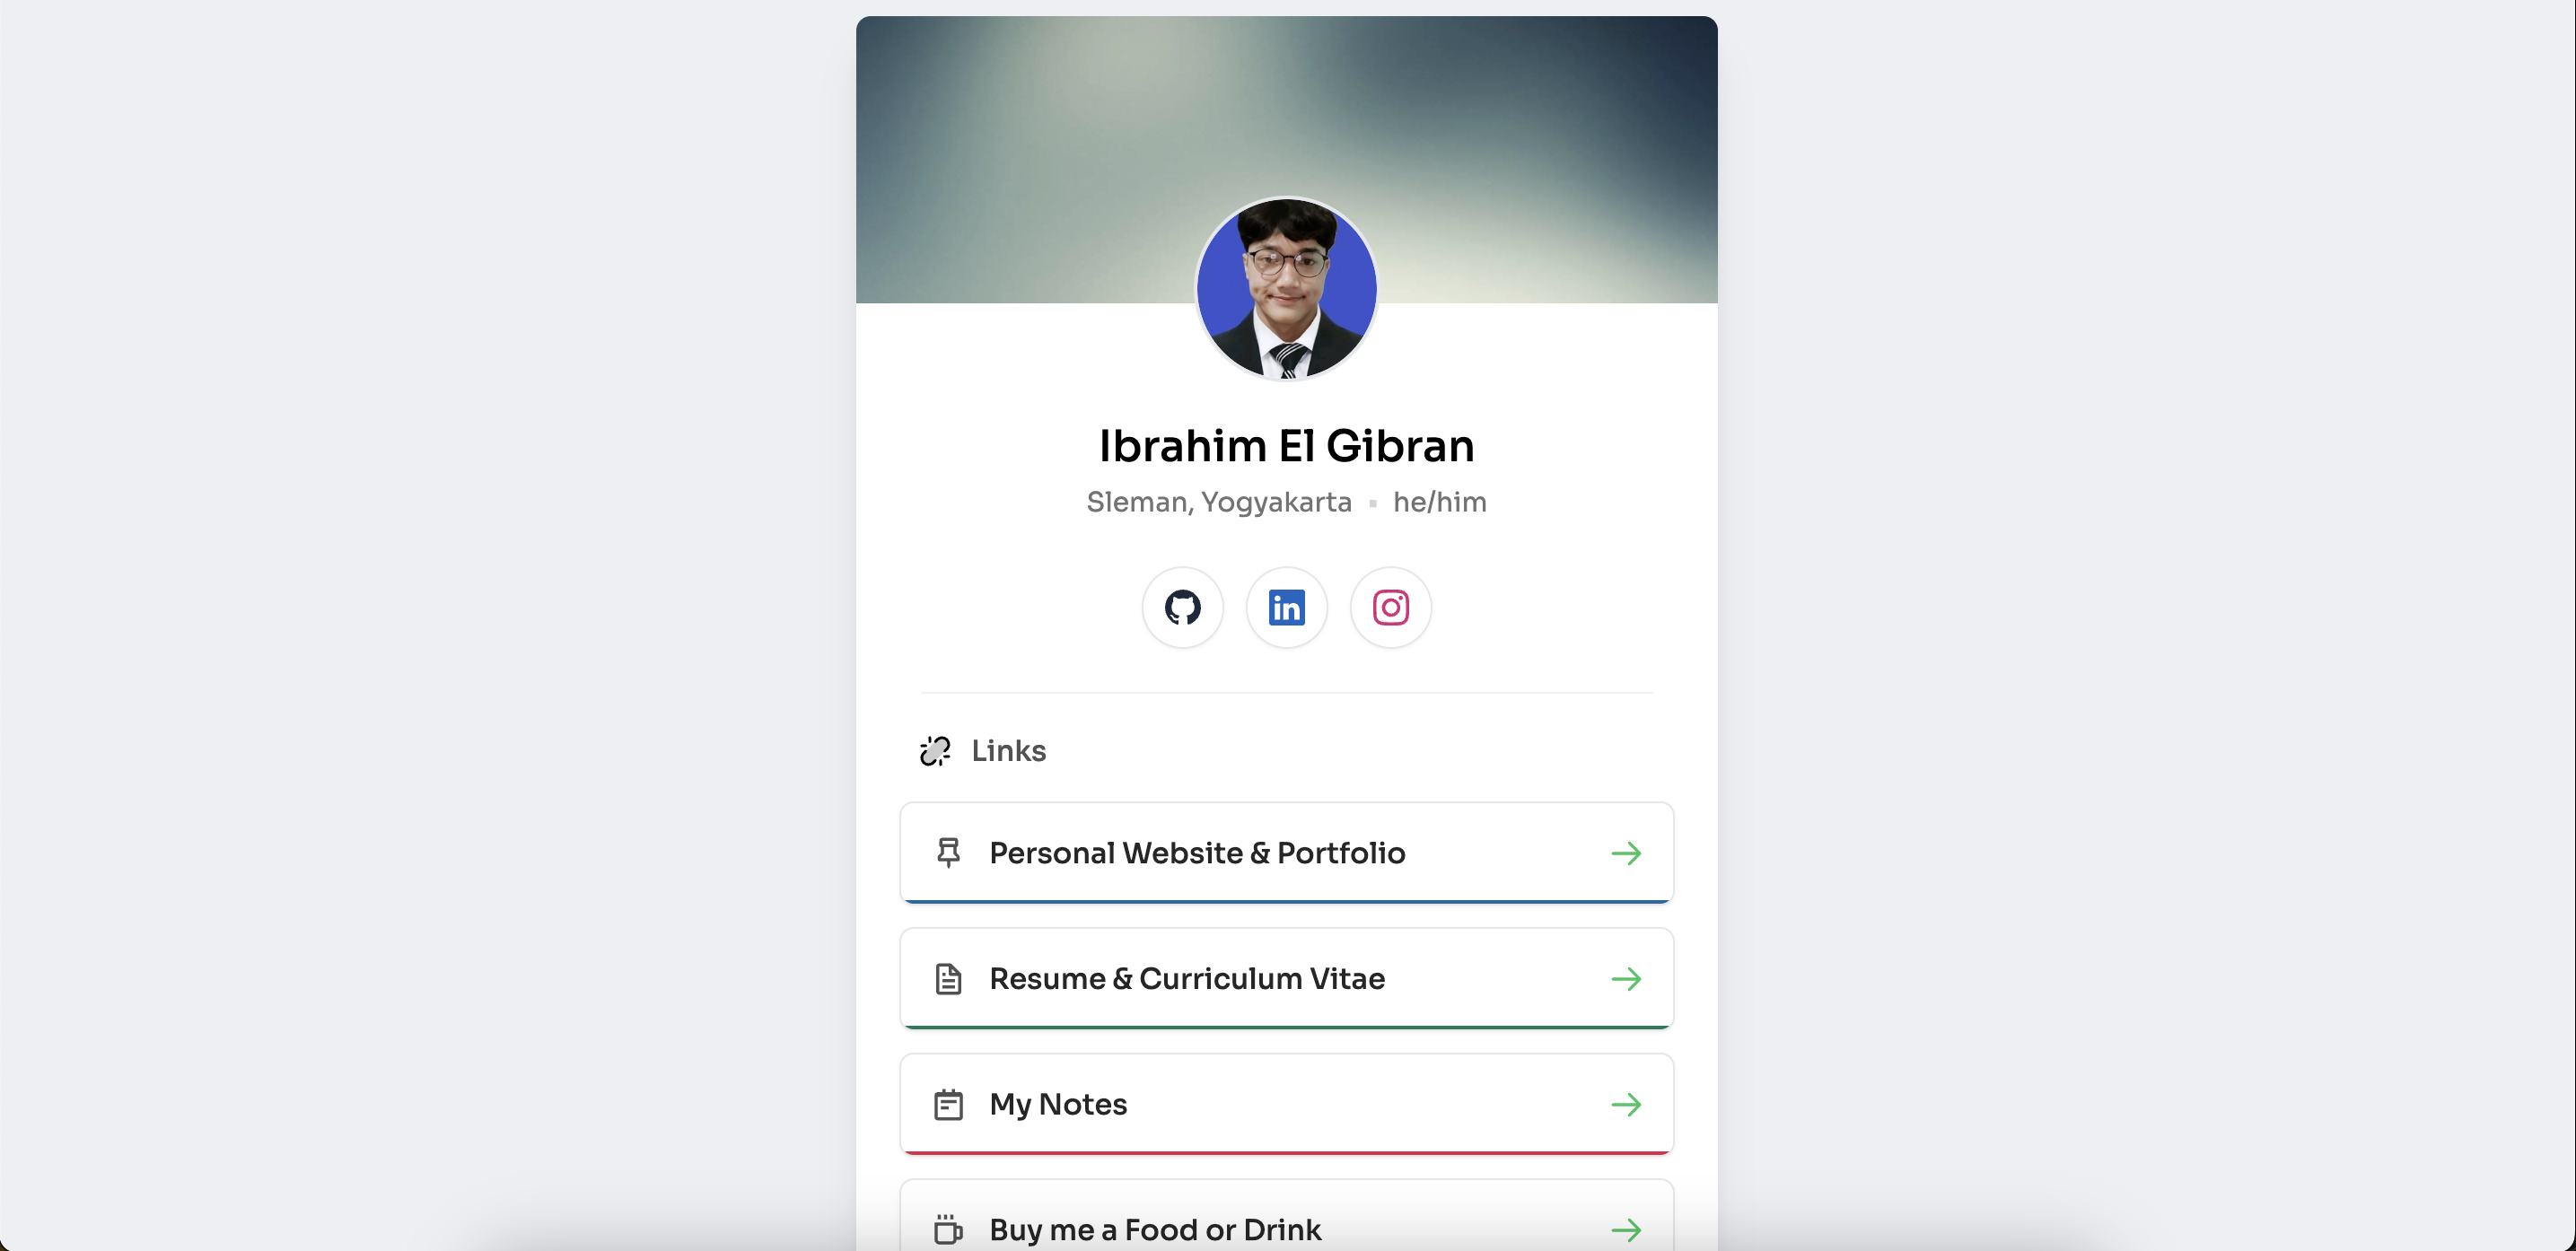 Ibrahim El Gibran
Sleman, Yogyakarta ▪ he/him
in
Links
Personal Website & Portfolio
Resume & Curriculum Vitae
My Notes
Buy me a Food or Drink